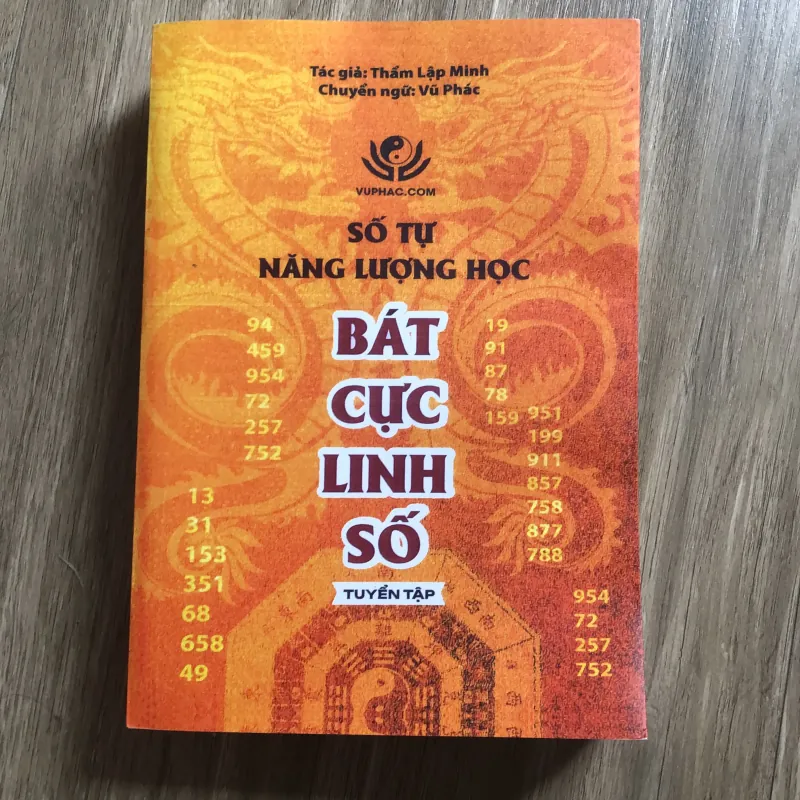 Tác giả: Thẩm Lập Minh
Chuyển ngữ: Vũ Phác
VUPHAC.COM
SỐ TỰ
NĂNG LƯỢNG HỌC
BÁT
CỰC
LINH
SỐ
TUYỂN TẬP
94
459
954
72
257
752
13
31
153
351
68
658
49
19
91
87
78
159
951
199
911
857
758
877
788
954
72
257
752